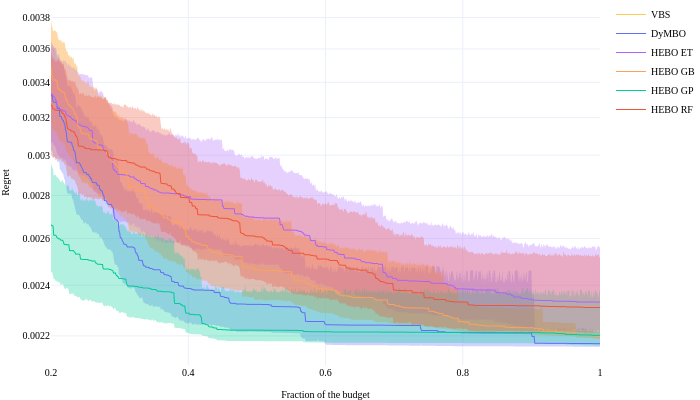 0.0038
0.0036
0.0034
0.0032
0.003
0.0028
0.0026
0.0024
0.0022
Regret
0.2 0.4 0.6 0.8 1
Fraction of the budget
VBS
DyMBO
HEBO ET
HEBO GB
HEBO GP
HEBO RF